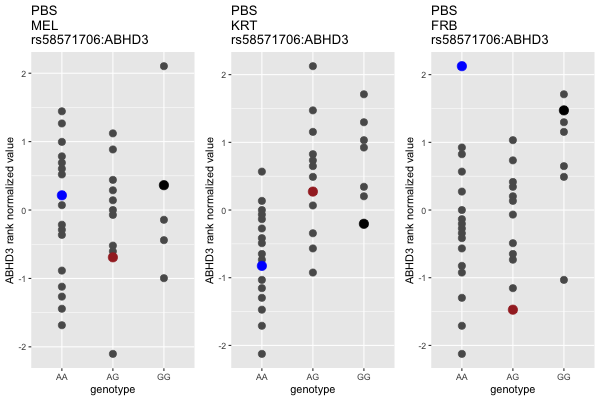 PBS
MEL
rs58571706:ABHD3
PBS
KRT
rs58571706:ABHD3
PBS
FRB
rs58571706:ABHD3
ABHD3 rank normalized value
2
1
0
-1
-2
AA
AG
GG
genotype
ABHD3 rank normalized value
2
1
0
-1
-2
AA
AG
GG
genotype
ABHD3 rank normalized value
2
1
0
-1
-2
AA
AG
GG
genotype